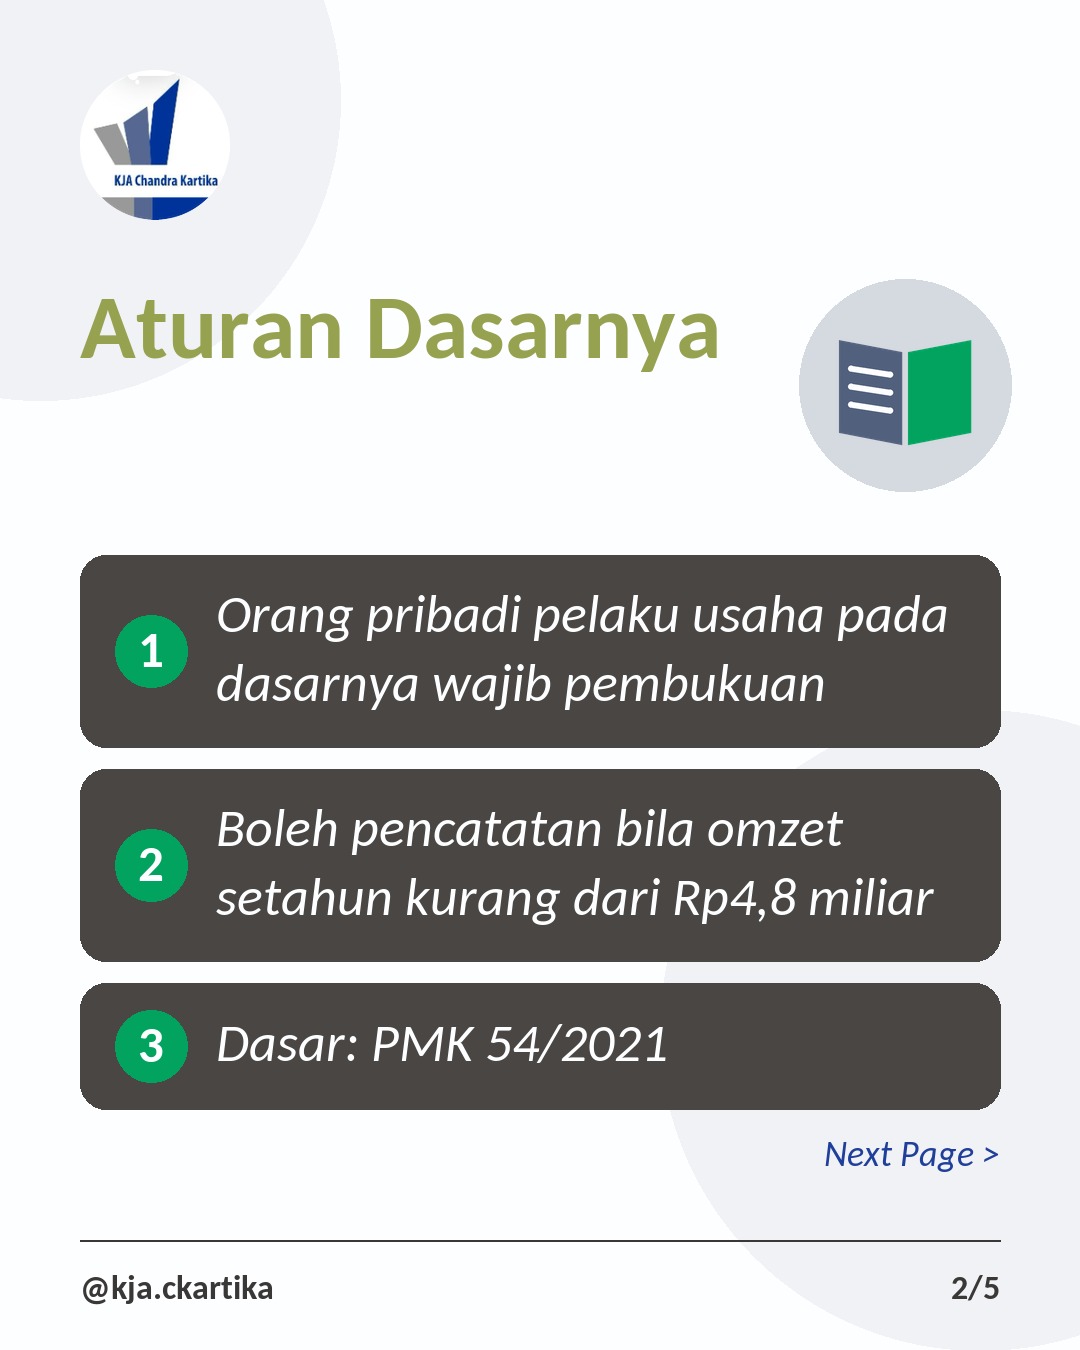 KJA Chandra Kartika
Aturan Dasarnya
1
Orang pribadi pelaku usaha pada
dasarnya wajib pembukuan
2
Boleh pencatatan bila omzet
setahun kurang dari Rp4,8 miliar
3
Dasar: PMK 54/2021
Next Page >
@kja.ckartika
2/5